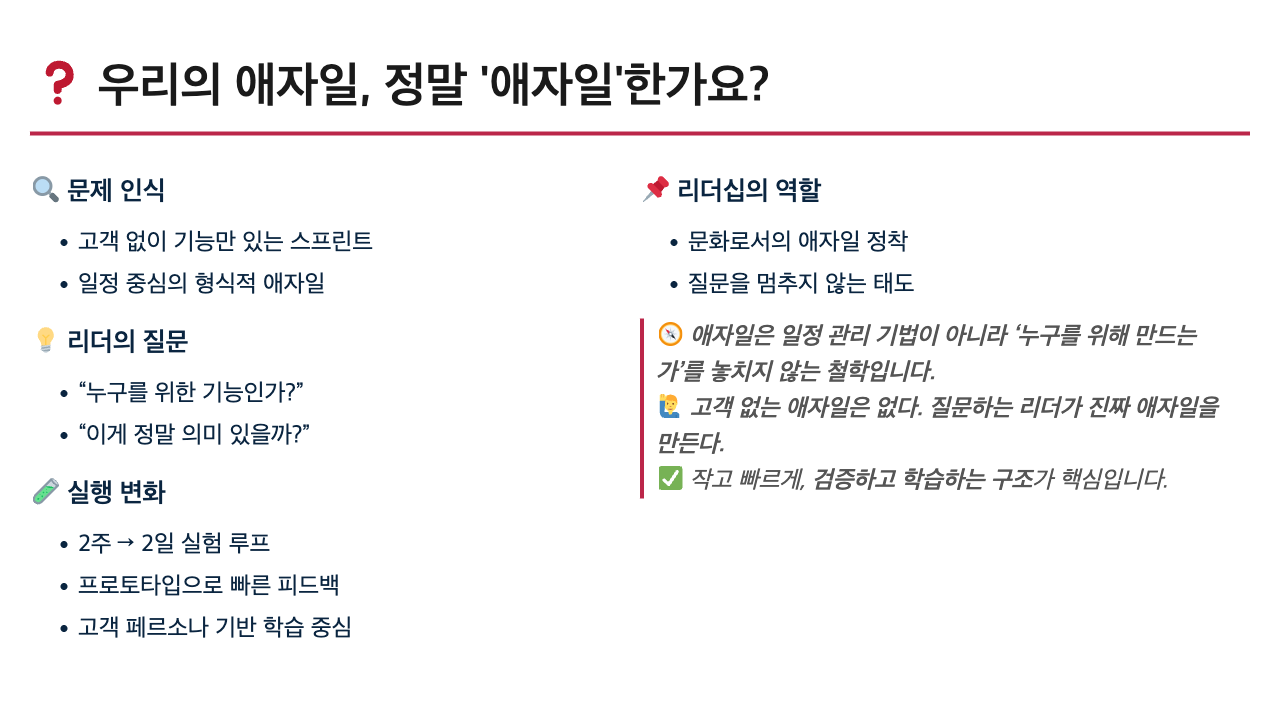 ❓ 우리의 애자일, 정말 '애자일'한가요?
🔍 문제 인식
• 고객 없이 기능만 있는 스프린트
• 일정 중심의 형식적 애자일
💡 리더의 질문
• “누구를 위한 기능인가?”
• “이게 정말 의미 있을까?”
🧪 실행 변화
• 2주 → 2일 실험 루프
• 프로토타입으로 빠른 피드백
• 고객 페르소나 기반 학습 중심
📌 리더십의 역할
• 문화로서의 애자일 정착
• 질문을 멈추지 않는 태도
🧭 애자일은 일정 관리 기법이 아니라 ‘누구를 위해 만드는
가’를 놓치지 않는 철학입니다.
🙋‍♂️ 고객 없는 애자일은 없다. 질문하는 리더가 진짜 애자일을
만든다.
✅ 작고 빠르게, 검증하고 학습하는 구조가 핵심입니다.